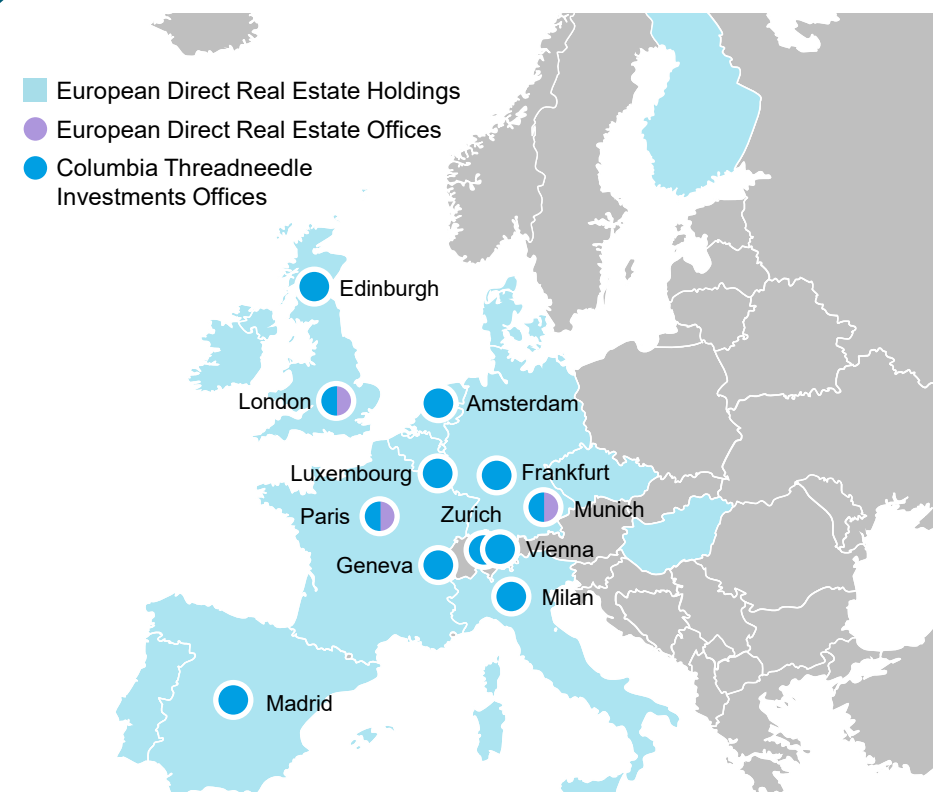 European Direct Real Estate Holdings
European Direct Real Estate Offices
Columbia Threadneedle
Investments Offices
Edinburgh
London
Amsterdam
Luxembourg
Frankfurt
Paris
Zurich
Munich
Geneva
Vienna
Milan
Madrid